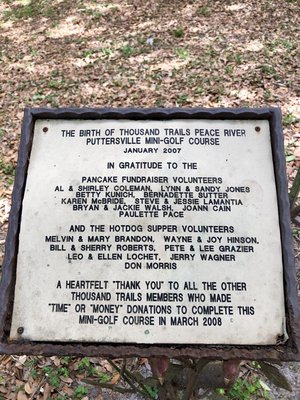 THE BIRTH OF THOUSAND TRAILS PEACE RIVER
PUTTERSVILLE MINI-GOLF COURSE
JANUARY 2007
IN GRATITUDE TO THE
PANCAKE FUNDRAISER VOLUNTEERS
AL & SHIRLEY COLEMAN, LYNN & SANDY JONES
BETTY KUNICH, BERNADETTE SUTTER
KAREN McBRIDE, STEVE & JESSIE LAMANTIA
BRYAN & JACKIE WALSH, JOANN CAIN
PAULETTE PACE
AND THE HOTDOG SUPPER VOLUNTEERS
MELVIN & MARY BRANDON, WAYNE & JOY HINSON,
BILL & SHERRY ROBERTS, PETE & LEE GRAZIER
LEO & ELLEN LOCHET, JERRY WAGNER
DON MORRIS
A HEARTFELT "THANK YOU" TO ALL THE OTHER
THOUSAND TRAILS MEMBERS WHO MADE
"TIME" OR "MONEY" DONATIONS TO COMPLETE THIS
MINI-GOLF COURSE IN MARCH 2008